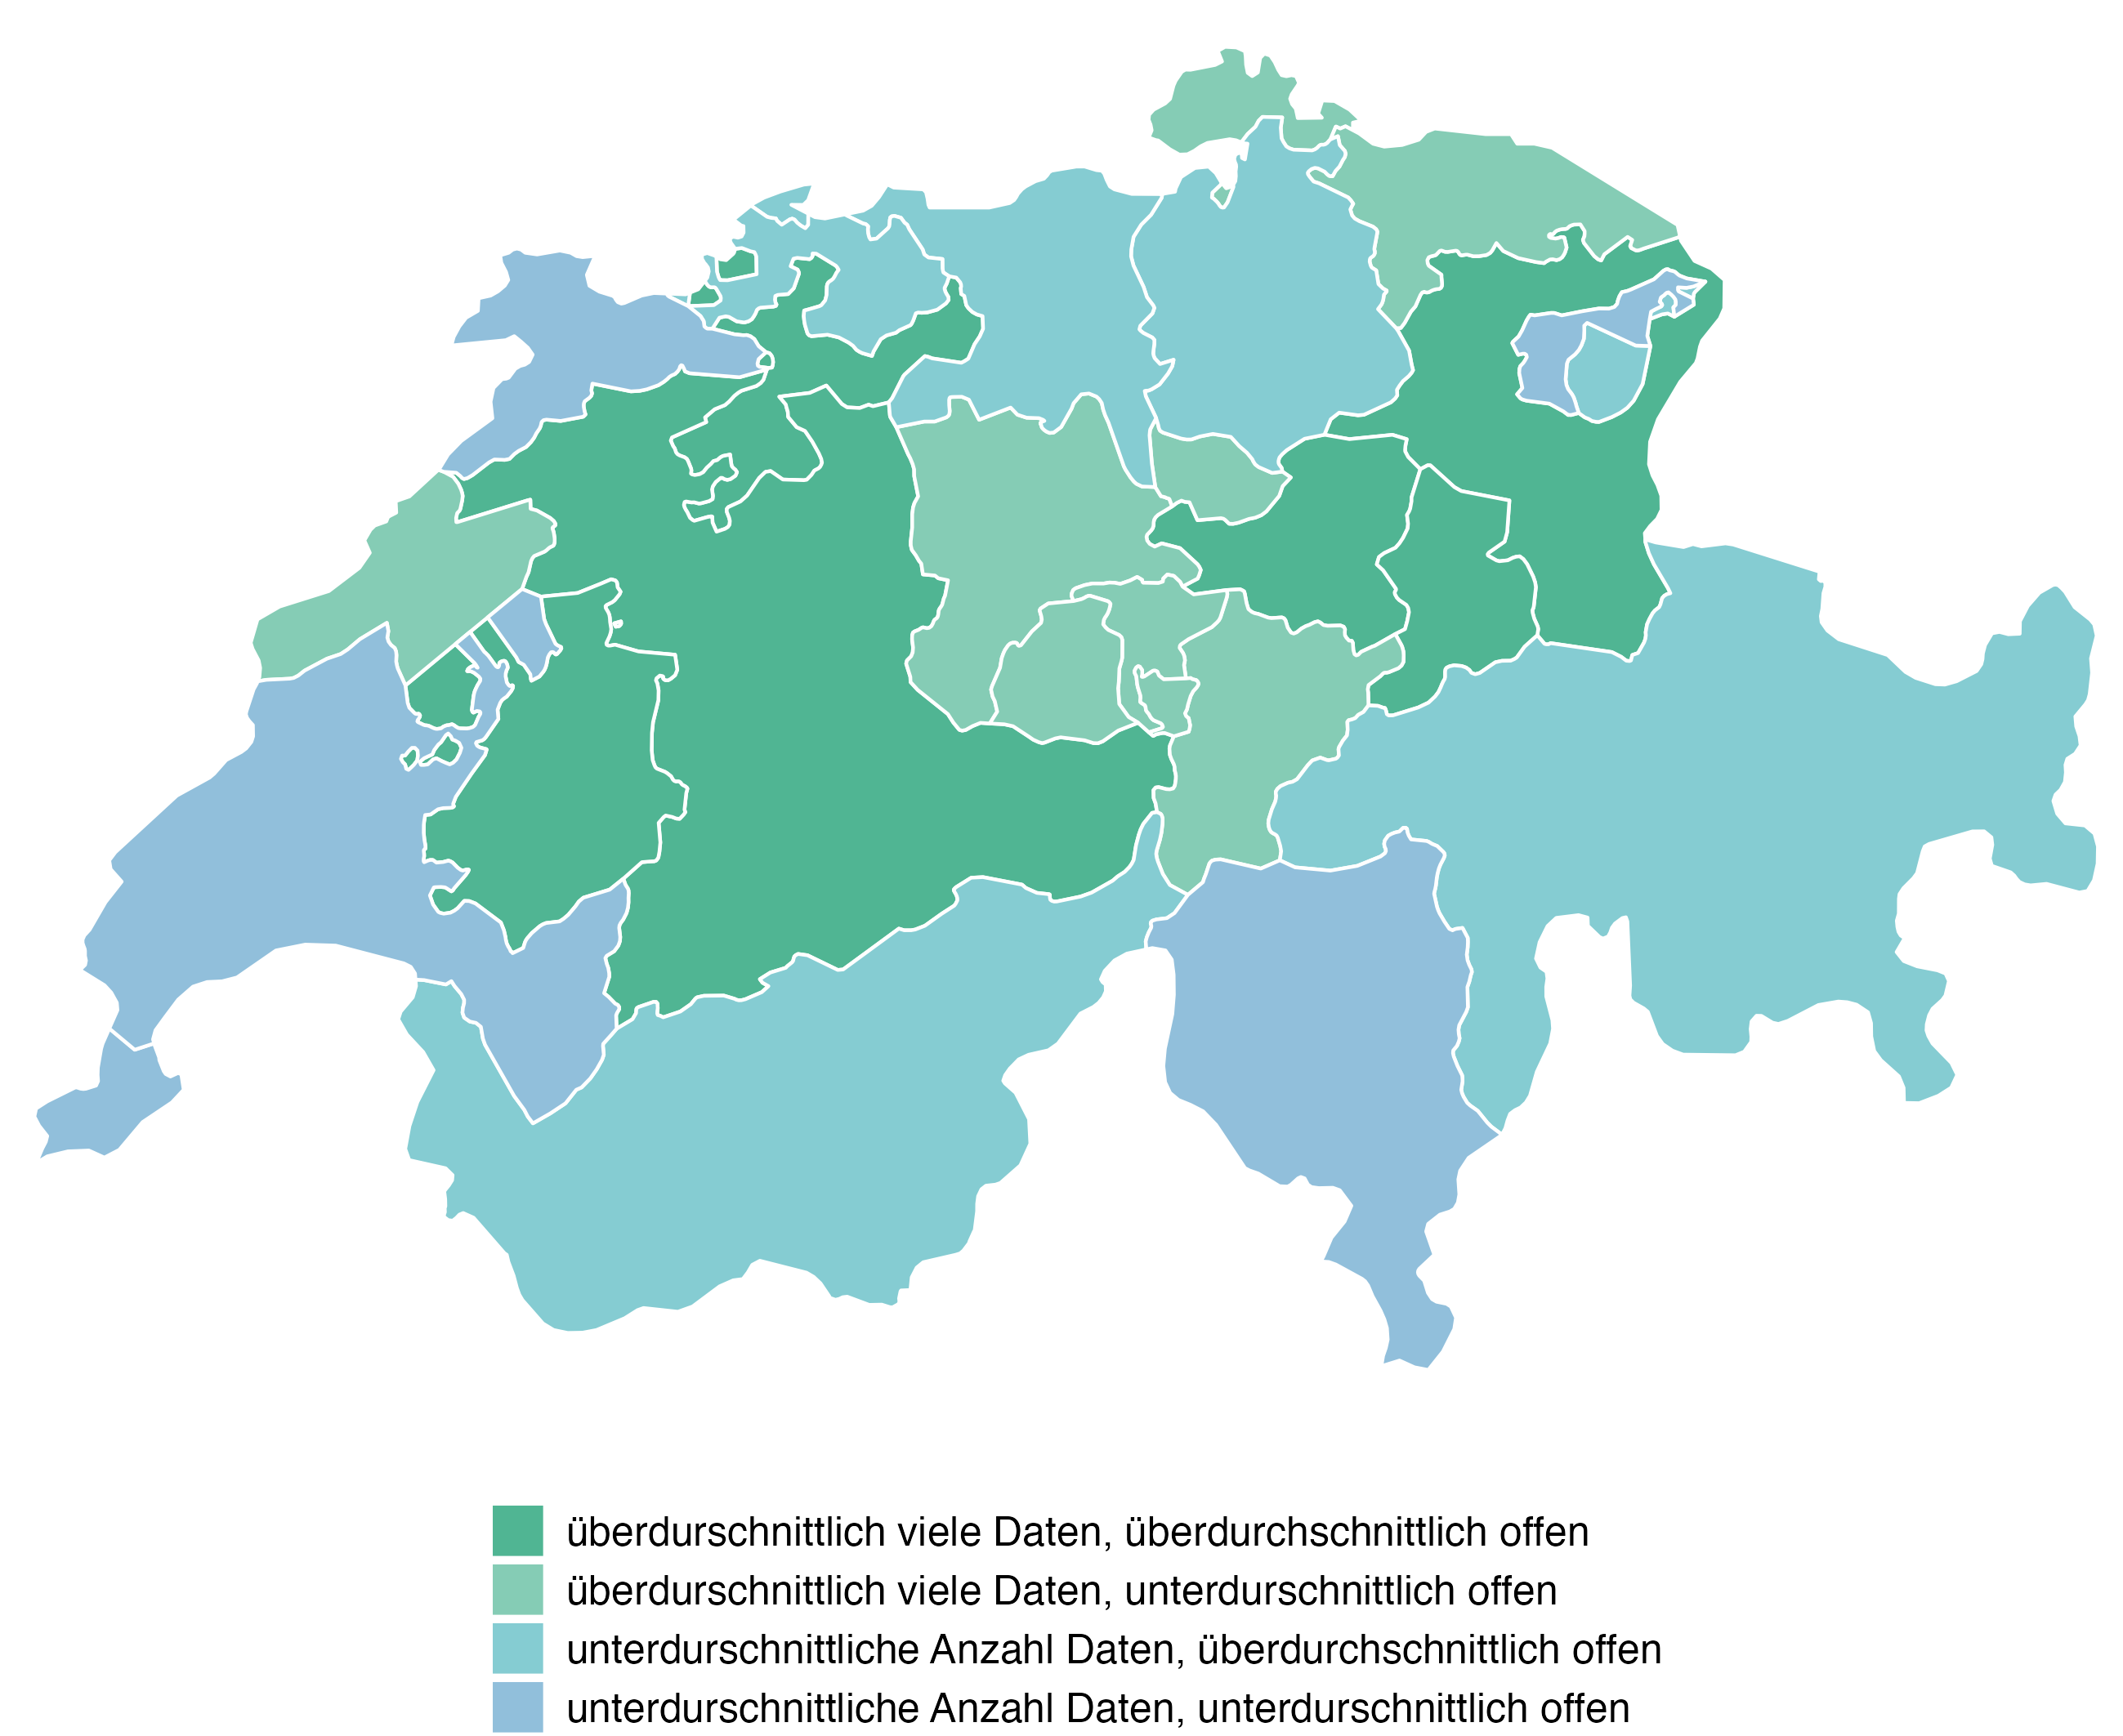 überdurschnittlich viele Daten, überdurchschnittlich offen
überdurschnittlich viele Daten, unterdurschnittlich offen
unterdurschnittliche Anzahl Daten, überdurchschnittlich offen
unterdurschnittliche Anzahl Daten, unterdurschnittlich offen